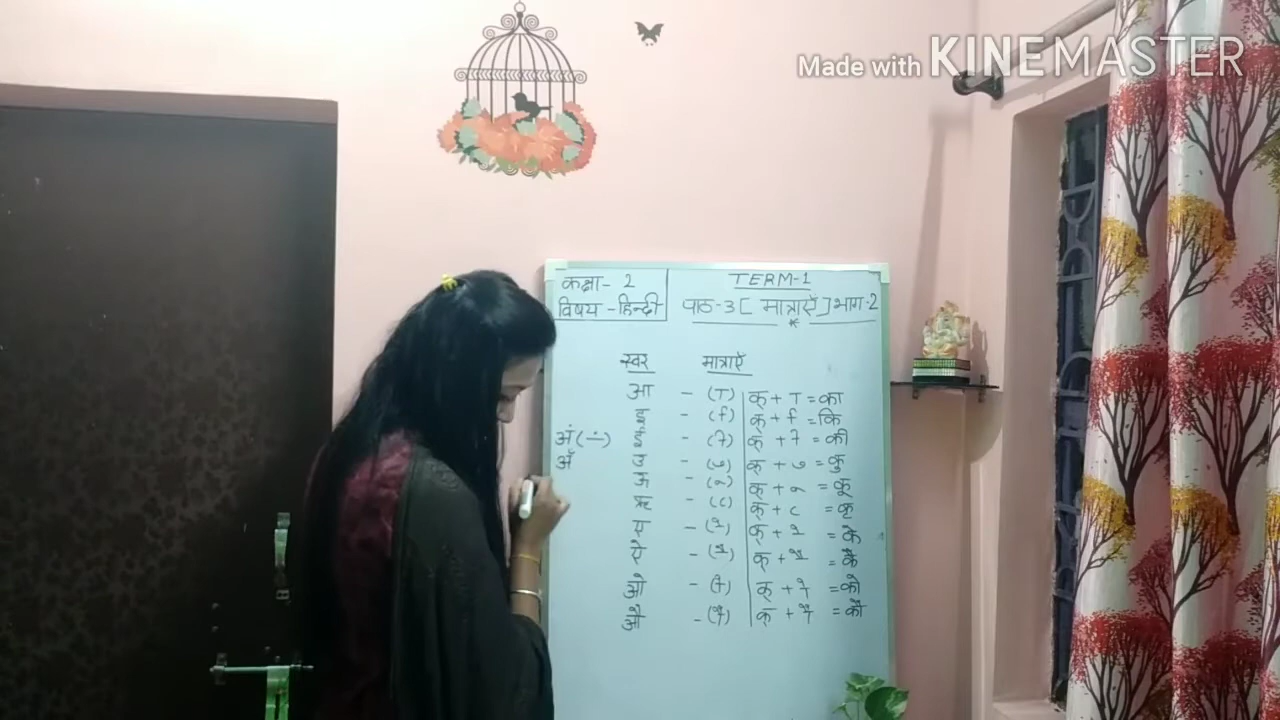 Made with KINEMASTER
कक्षा - 2
विषय - हिन्दी
TERM-1
पाठ-3 [ मात्राएँ ] भाग-2
स्वर मात्राएँ
आ - (ा) क् + ा = का
इ - (ि) क् + ि = कि
ई - (ी) क् + ी = की
उ - (ु) क् + ु = कु
ऊ - (ू) क् + ू = कू
ऋ - (ृ) क् + ृ = कृ
ए - (े) क् + े = के
ऐ - (ै) क् + ै = कै
ओ - (ो) क् + ो = को
औ - (ौ) क् + ौ = कौ
अं (ं)
अँ